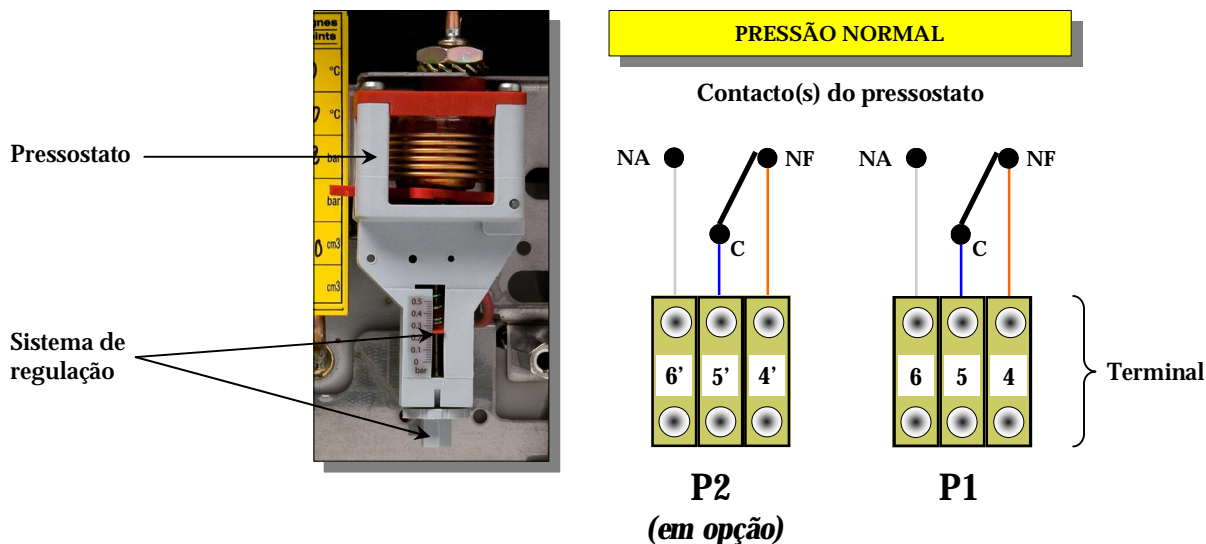 PRESSÃO NORMAL
Contacto(s) do pressostato
Pressostato
Sistema de
regulação
NA
NF
C
NA
NF
C
6’ 5’ 4’
6 5 4
Terminal
P2
(em opção)
P1
°C
°C
bar
bar
cm3
cm3
0.5
0.4
0.3
0.2
0.1
0
bar